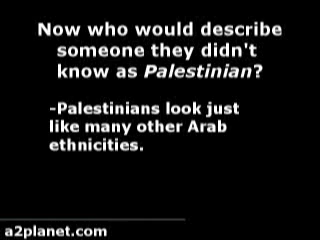 Now who would describe
someone they didn't
know as Palestinian?
-Palestinians look just
like many other Arab
ethnicities.
a2planet.com